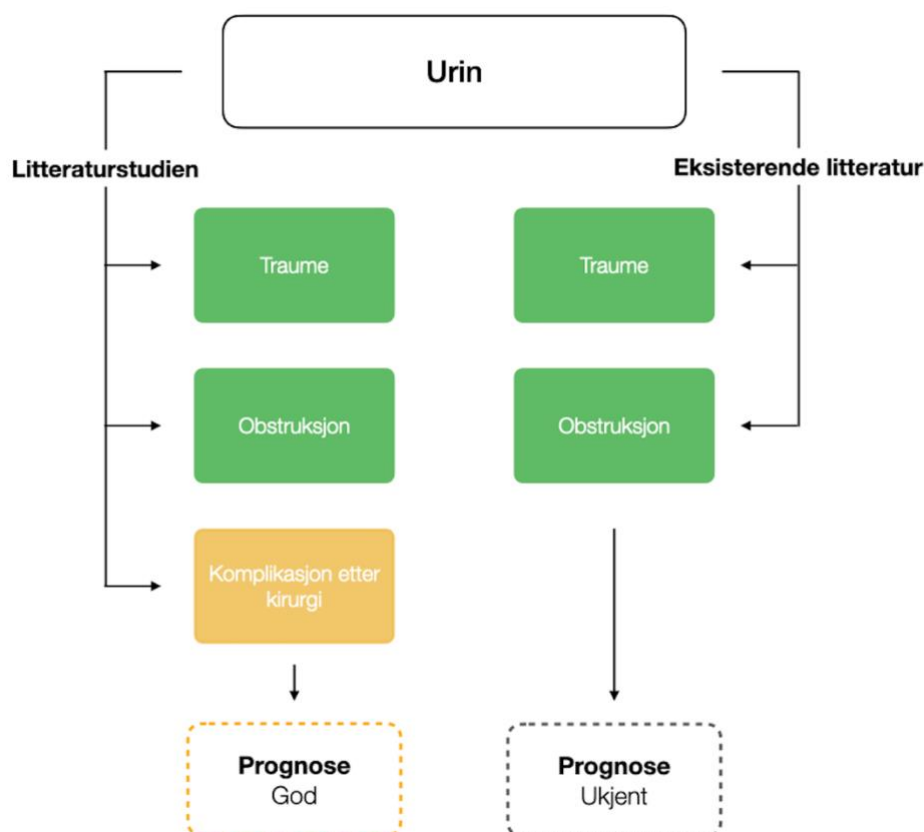 Urin
Litteraturstudien
Eksisterende litteratur
Traume
Traume
Obstruksjon
Obstruksjon
Komplikasjon etter
kirurgi
Prognose
God
Prognose
Ukjent